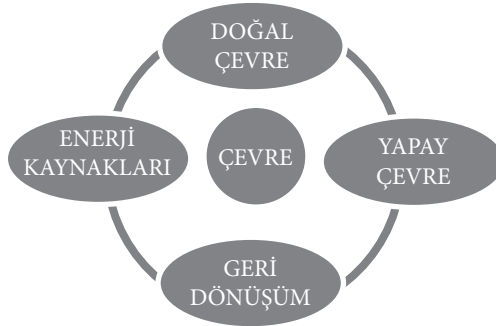 DOĞAL
ÇEVRE
ENERJİ
KAYNAKLARI
ÇEVRE
YAPAY
ÇEVRE
GERİ
DÖNÜŞÜM